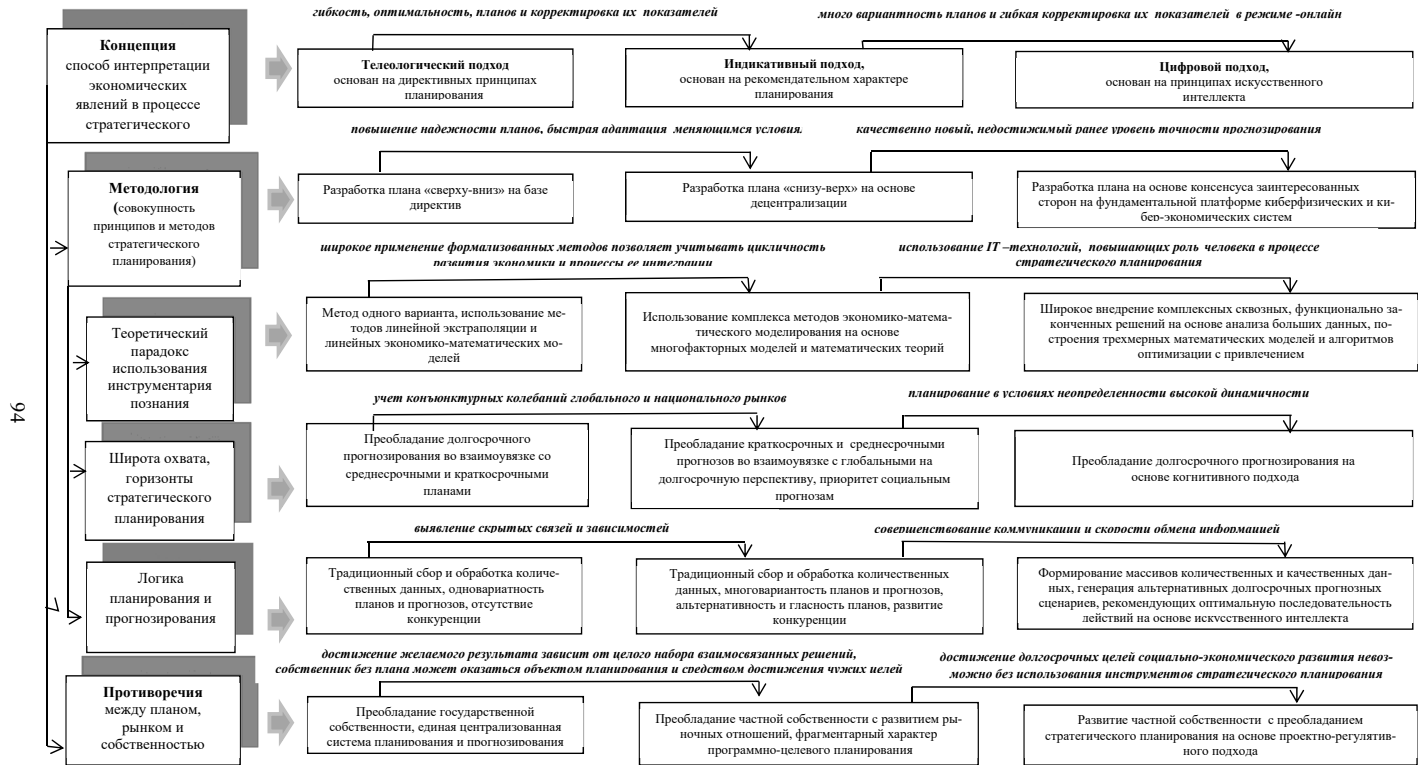 гибкость, оптимальность, планов и корректировка их показателей
много вариантность планов и гибкая корректировка их показателей в режиме -онлайн
Концепция
способ интерпретации
экономических
явлений в процессе
стратегического
Телеологический подход
основан на директивных принципах
планирования
Индикативный подход,
основан на рекомендательном характере
планирования
Цифровой подход,
основан на принципах искусственного
интеллекта
повышение надежности планов, быстрая адаптация меняющимся условия.
качественно новый, недостижимый ранее уровень точности прогнозирования
Методология
(совокупность
принципов и методов
стратегического
планирования)
Разработка плана «сверху-вниз» на базе
директив
Разработка плана «снизу-верх» на основе
децентрализации
Разработка плана на основе консенсуса заинтересованных
сторон на фундаментальной платформе киберфизических и ки-
бер-экономических систем
широкое применение формализованных методов позволяет учитывать цикличность
развития экономики и процессы ее интеграции
использование IT –технологий, повышающих роль человека в процессе
стратегического планирования
Теоретический
парадокс
использования
инструментария
познания
Метод одного варианта, использование ме-
тодов линейной экстраполяции и
линейных экономико-математических мо-
делей
Использование комплекса методов экономико-матема-
тического моделирования на основе
многофакторных моделей и математических теорий
Широкое внедрение комплексных сквозных, функционально за-
конченных решений на основе анализа больших данных, по-
строения трехмерных математических моделей и алгоритмов
оптимизации с привлечением
94
учет конъюнктурных колебаний глобального и национального рынков
планирование в условиях неопределенности высокой динамичности
Широта охвата,
горизонты
стратегического
планирования
Преобладание долгосрочного
прогнозирования во взаимоувязке со
среднесрочными и краткосрочными
планами
Преобладание краткосрочных и среднесрочными
прогнозов во взаимоувязке с глобальными на
долгосрочную перспективу, приоритет социальным
прогнозам
Преобладание долгосрочного прогнозирования на
основе когнитивного подхода
выявление скрытых связей и зависимостей
совершенствование коммуникации и скорости обмена информацией
Логика
планирования и
прогнозирования
Традиционный сбор и обработка количе-
ственных данных, одновариатность
планов и прогнозов, отсутствие
конкуренции
Традиционный сбор и обработка количественных
данных, многовариантость планов и прогнозов,
альтернативность и гласность планов, развитие
конкуренции
Формирование массивов количественных и качественных дан-
ных, генерация альтернативных долгосрочных прогнозных
сценариев, рекомендующих оптимальную последовательность
действий на основе искусственного интеллекта
достижение желаемого результата зависит от целого набора взаимосвязанных решений,
собственник без плана может оказаться объектом планирования и средством достижения чужих целей
достижение долгосрочных целей социально-экономического развития невоз-
можно без использования инструментов стратегического планирования
Противоречия
между планом,
рынком и
собственностью
Преобладание государственной
собственности, единая централизованная
система планирования и прогнозирования
Преобладание частной собственности с развитием ры-
ночных отношений, фрагментарный характер
программно-целевого планирования
Развитие частной собственности с преобладанием
стратегического планирования на основе проектно-регулятив-
ного подхода